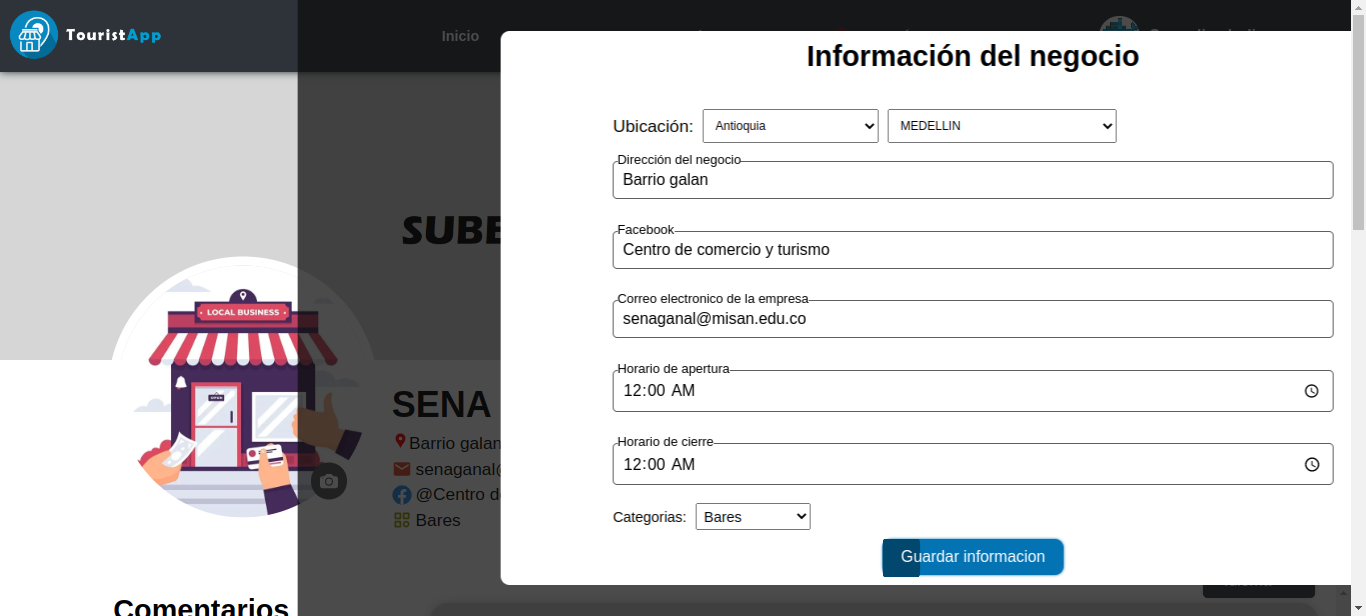 TouristApp
Inicio
Información del negocio
Ubicación: Antioquia MEDELLIN
Dirección del negocio
Barrio galan
Facebook
Centro de comercio y turismo
Correo electronico de la empresa
senaganal@misan.edu.co
Horario de apertura
12:00 AM
Horario de cierre
12:00 AM
Categorias: Bares
Guardar informacion
SUBE
LOCAL BUSINESS
OPEN
SENA
Barrio galan
senaganal@
@Centro de
Bares
Comentarios